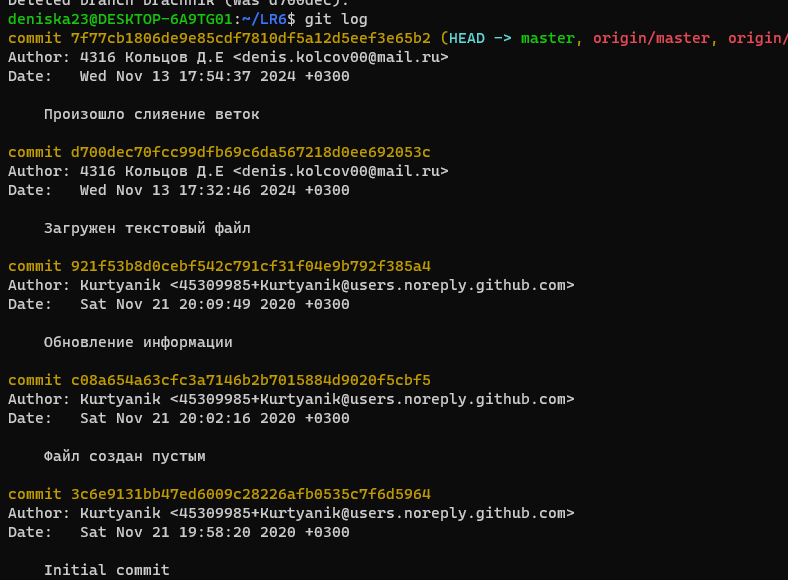 Deleted branch brachnik (was d700dec).
deniska23@DESKTOP-6A9TG01:~/LR6$ git log
commit 7f77cb1806de9e85cdf7810df5a12d5eef3e65b2 (HEAD -> master, origin/master, origin/
Author: 4316 Кольцов Д.Е <denis.kolcov00@mail.ru>
Date:   Wed Nov 13 17:54:37 2024 +0300
Произошло слияение веток
commit d700dec70fcc99dfb69c6da567218d0ee692053c
Author: 4316 Кольцов Д.Е <denis.kolcov00@mail.ru>
Date:   Wed Nov 13 17:32:46 2024 +0300
Загружен текстовый файл
commit 921f53b8d0cebf542c791cf31f04e9b792f385a4
Author: Kurtyanik <45309985+Kurtyanik@users.noreply.github.com>
Date:   Sat Nov 21 20:09:49 2020 +0300
Обновление информации
commit c08a654a63cfc3a7146b2b7015884d9020f5cbf5
Author: Kurtyanik <45309985+Kurtyanik@users.noreply.github.com>
Date:   Sat Nov 21 20:02:16 2020 +0300
Файл создан пустым
commit 3c6e9131bb47ed6009c28226afb0535c7f6d5964
Author: Kurtyanik <45309985+Kurtyanik@users.noreply.github.com>
Date:   Sat Nov 21 19:58:20 2020 +0300
Initial commit